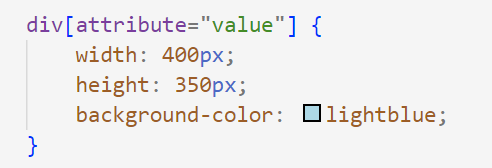 div[attribute="value"] {
    width: 400px;
    height: 350px;
    background-color: lightblue;
}